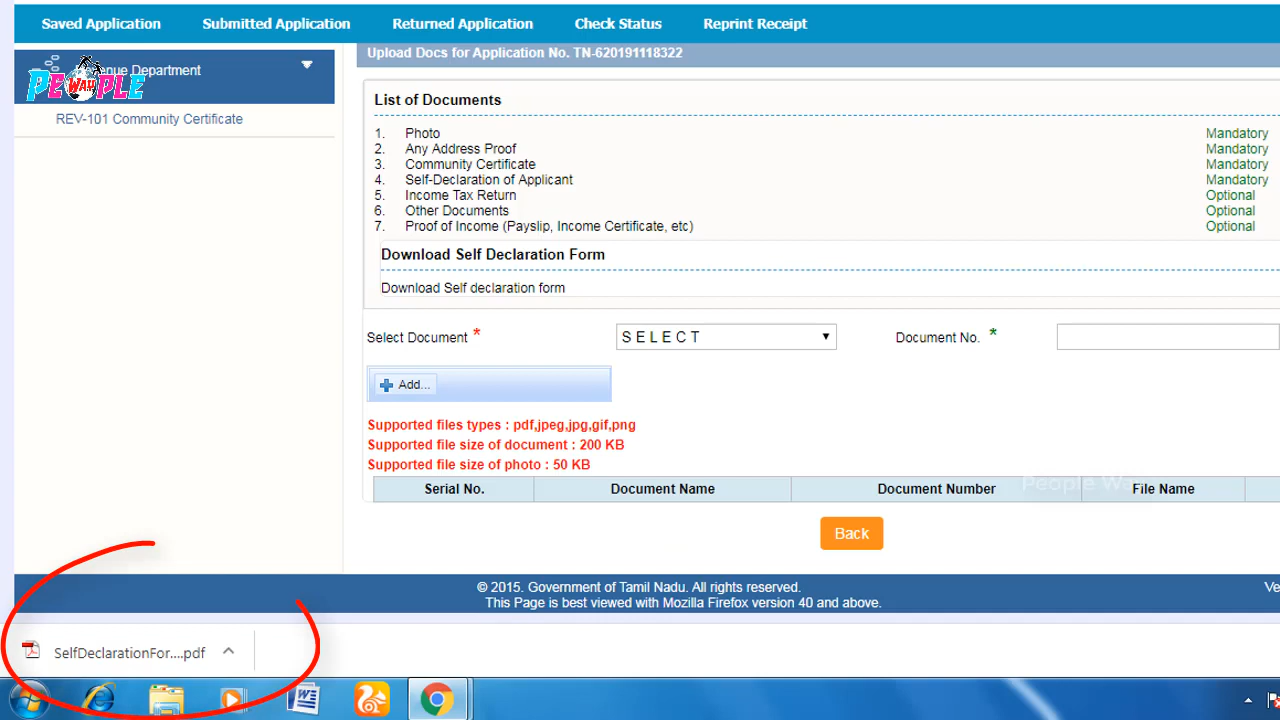 Saved Application Submitted Application Returned Application Check Status Reprint Receipt
Upload Docs for Application No. TN-620191118322
Department
PEOPLE
WAY
REV-101 Community Certificate
List of Documents
1. Photo Mandatory
2. Any Address Proof Mandatory
3. Community Certificate Mandatory
4. Self-Declaration of Applicant Mandatory
5. Income Tax Return Optional
6. Other Documents Optional
7. Proof of Income (Payslip, Income Certificate, etc) Optional
Download Self Declaration Form
Download Self declaration form
Select Document * SELECT Document No. *
Add...
Supported files types : pdf,jpeg,jpg,gif,png
Supported file size of document : 200 KB
Supported file size of photo : 50 KB
Serial No. Document Name Document Number File Name
People Wa
Back
© 2015. Government of Tamil Nadu. All rights reserved. Ve
This Page is best viewed with Mozilla Firefox version 40 and above.
SelfDeclarationFor....pdf